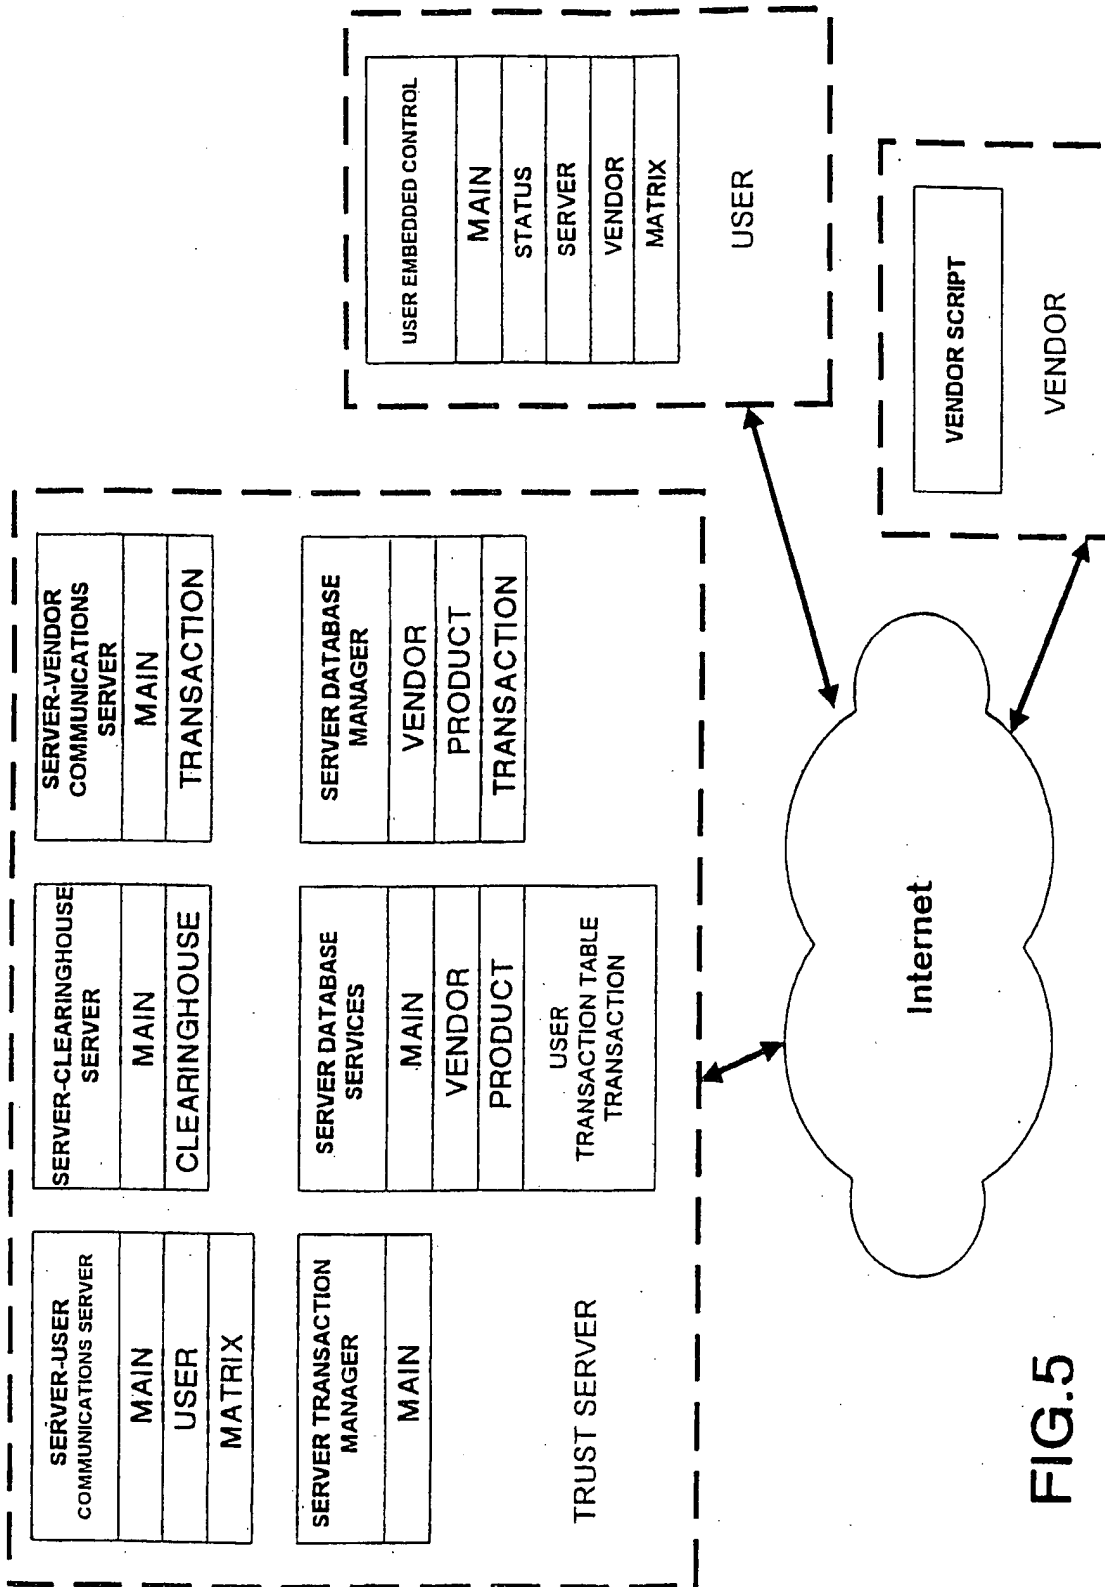 SERVER-USER
COMMUNICATIONS SERVER
MAIN
USER
MATRIX
SERVER-CLEARINGHOUSE
SERVER
MAIN
CLEARINGHOUSE
SERVER-VENDOR
COMMUNICATIONS
SERVER
MAIN
TRANSACTION
SERVER TRANSACTION
MANAGER
MAIN
SERVER DATABASE
SERVICES
MAIN
VENDOR
PRODUCT
USER
TRANSACTION TABLE
TRANSACTION
SERVER DATABASE
MANAGER
VENDOR
PRODUCT
TRANSACTION
TRUST SERVER
USER EMBEDDED CONTROL
MAIN
STATUS
SERVER
VENDOR
MATRIX
USER
Internet
VENDOR SCRIPT
VENDOR
FIG.5